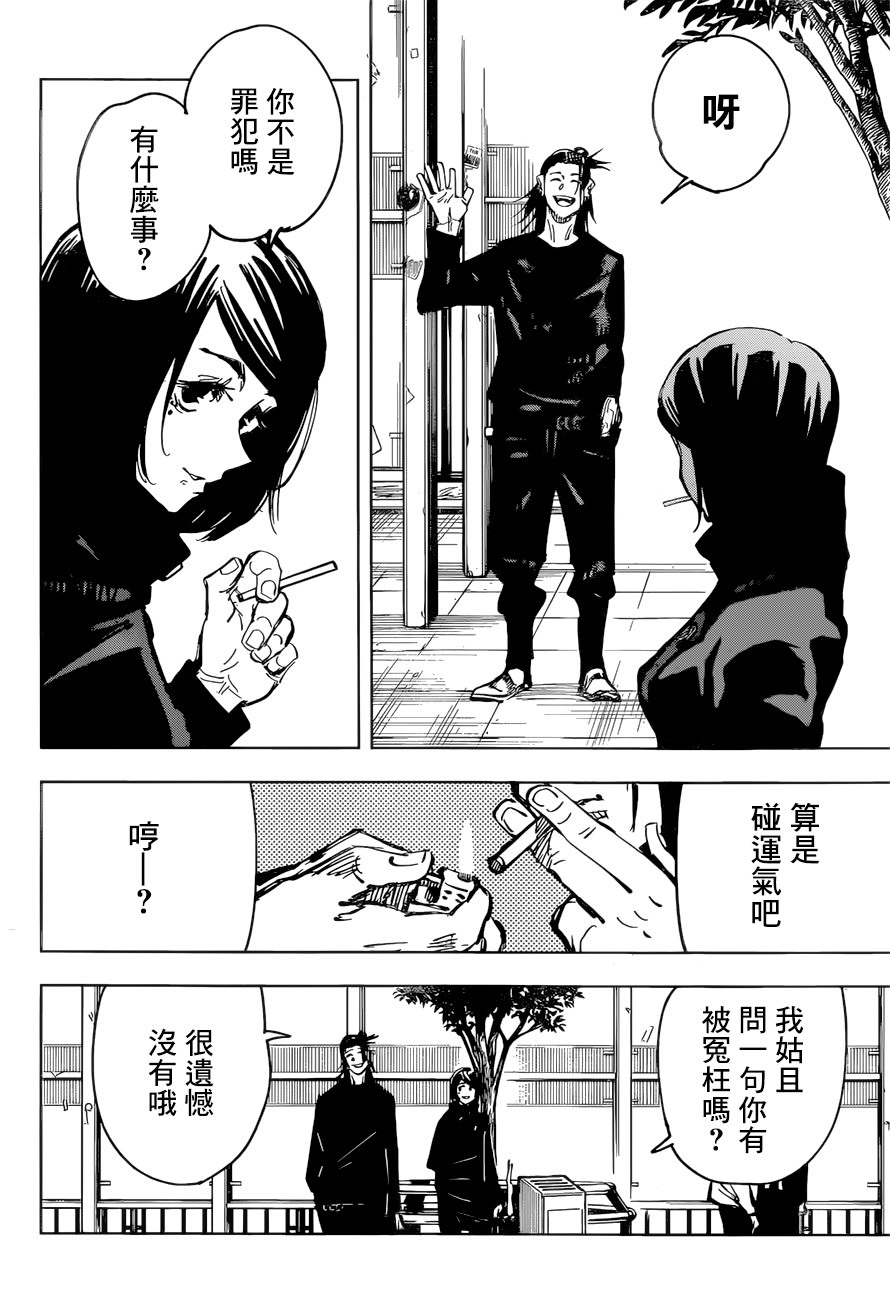 呀
你不是
罪犯嗎
有什麼事？
算是
碰運氣吧
哼—？
我姑且
問一句你有
被冤枉嗎？
很遺憾
沒有哦